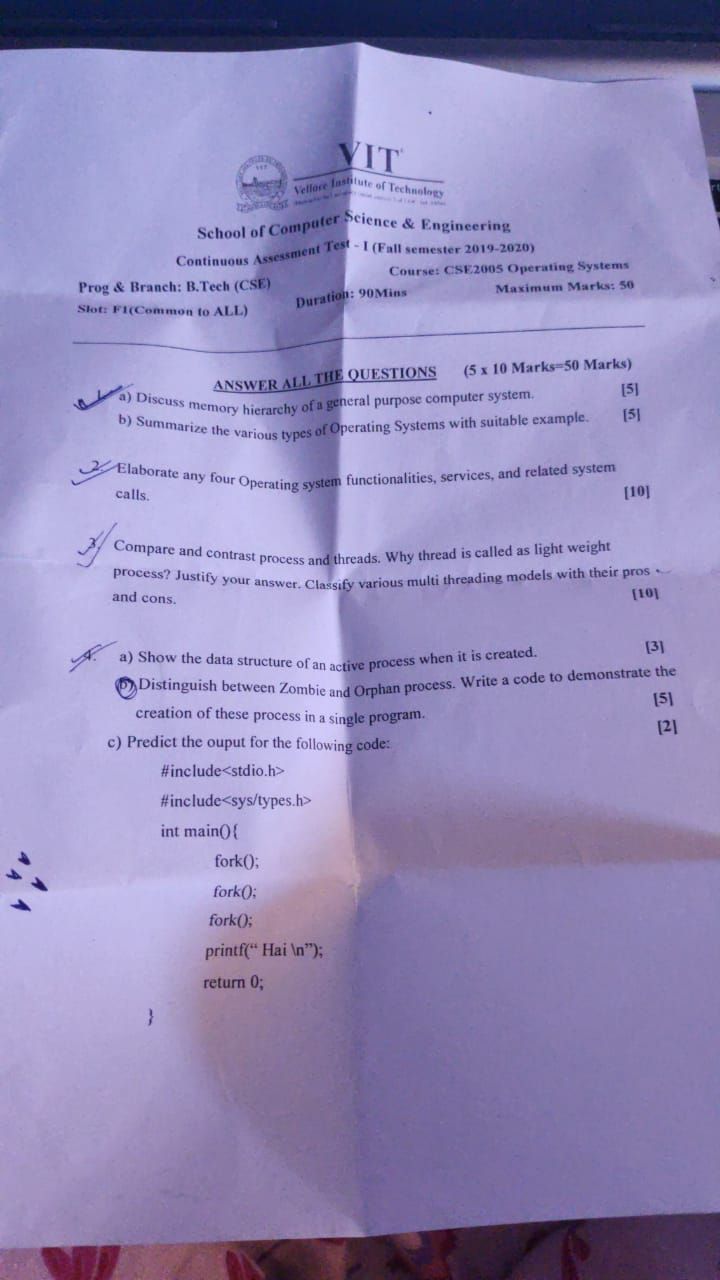 VIT
Vellore Institute of Technology
School of Computer Science & Engineering
Continuous Assessment Test - I (Fall semester 2019-2020)
Prog & Branch: B.Tech (CSE) Course: CSE2005 Operating Systems
Slot: F1(Common to ALL) Duration: 90Mins Maximum Marks: 50
ANSWER ALL THE QUESTIONS (5 x 10 Marks=50 Marks)
a) Discuss memory hierarchy of a general purpose computer system. [5]
b) Summarize the various types of Operating Systems with suitable example. [5]
2. Elaborate any four Operating system functionalities, services, and related system
calls. [10]
3. Compare and contrast process and threads. Why thread is called as light weight
process? Justify your answer. Classify various multi threading models with their pros
and cons. [10]
4. a) Show the data structure of an active process when it is created. [3]
b) Distinguish between Zombie and Orphan process. Write a code to demonstrate the
creation of these process in a single program. [5]
c) Predict the ouput for the following code: [2]
#include<stdio.h>
#include<sys/types.h>
int main(){
fork();
fork();
fork();
printf(“ Hai \n”);
return 0;
}